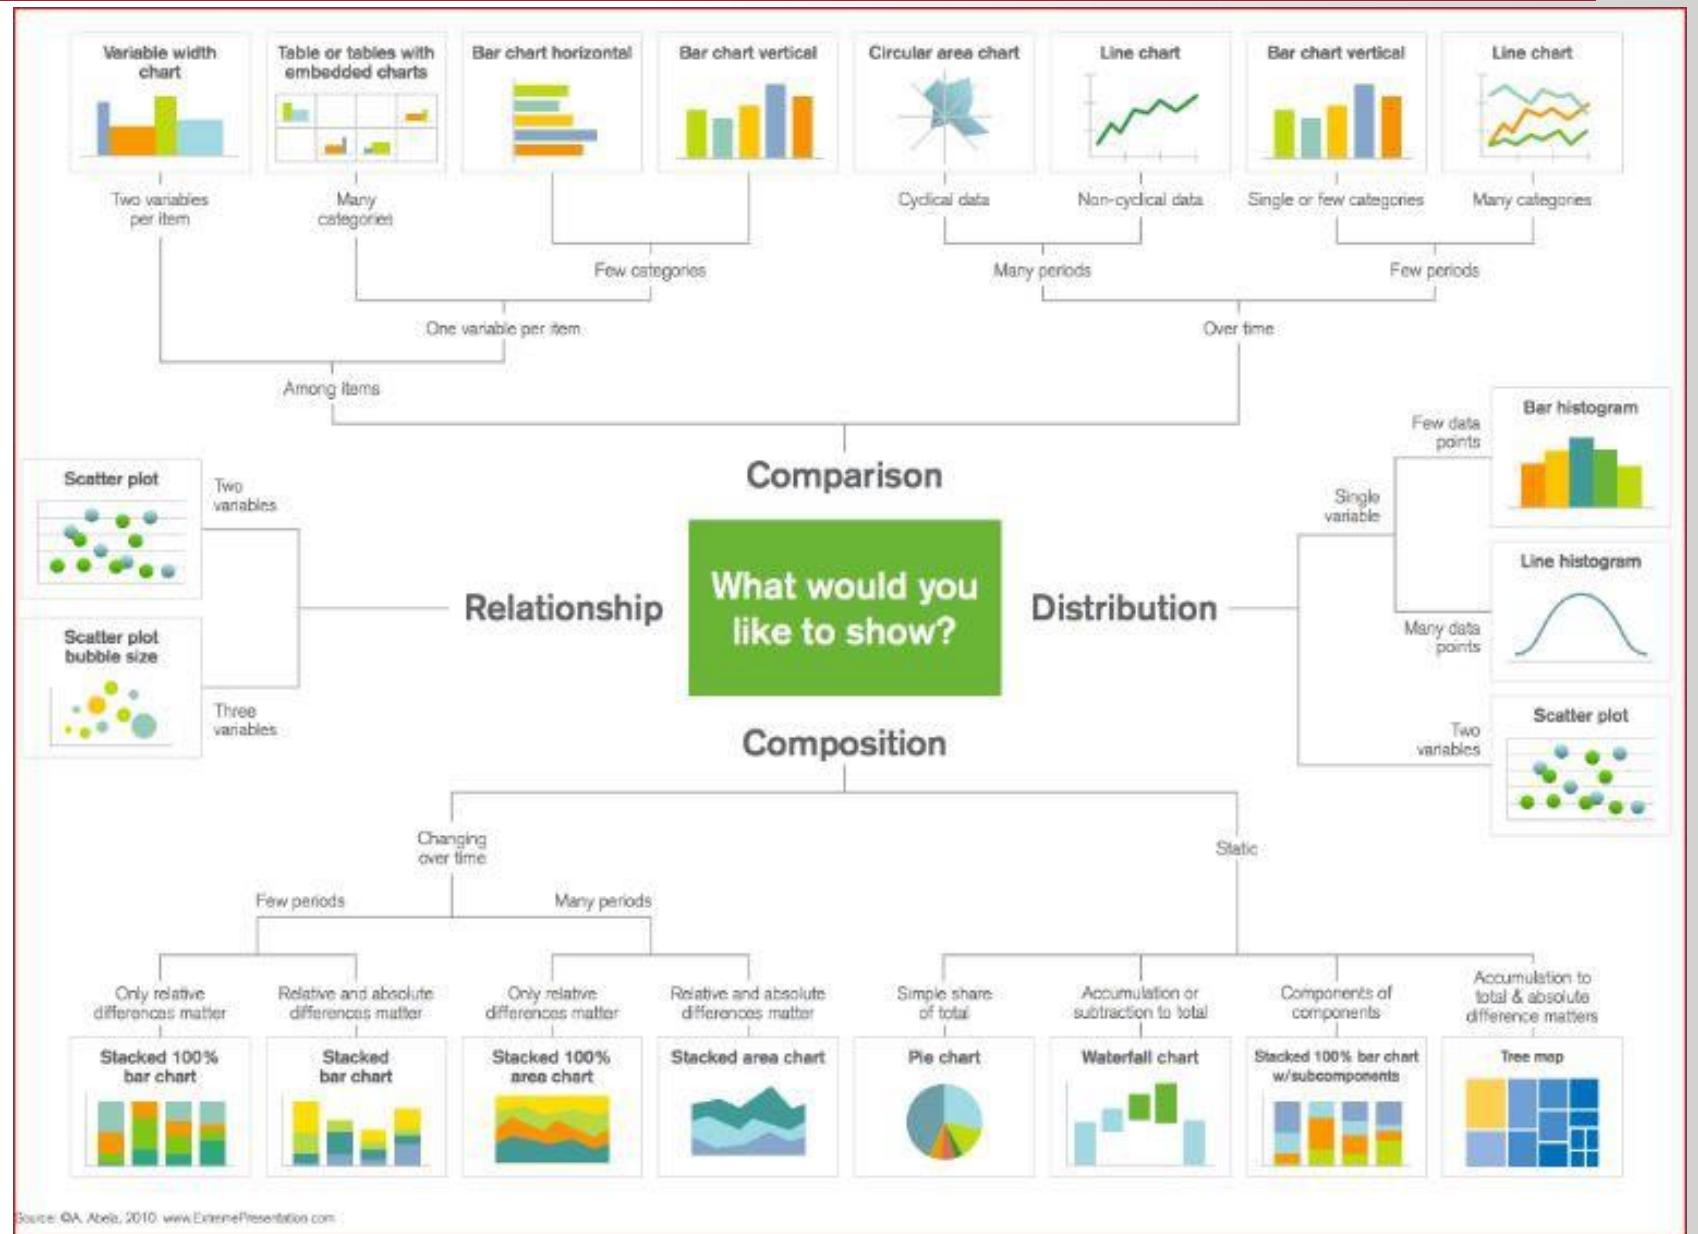 Variable width
chart
Table or tables with
embedded charts
Bar chart horizontal
Bar chart vertical
Circular area chart
Line chart
Bar chart vertical
Line chart
Two variables
per item
Many
categories
Cyclical data
Non-cyclical data
Single or few categories
Many categories
Few categories
Many periods
Few periods
One variable per item
Over time
Among items
Comparison
Scatter plot
Two
variables
Scatter plot
bubble size
Three
variables
Relationship
What would you
like to show?
Distribution
Single
variable
Few data
points
Bar histogram
Many data
points
Line histogram
Two
variables
Scatter plot
Composition
Changing
over time
Static
Few periods
Many periods
Only relative
differences matter
Relative and absolute
differences matter
Only relative
differences matter
Relative and absolute
differences matter
Simple share
of total
Accumulation or
subtraction to total
Components of
components
Accumulation to
total & absolute
difference matters
Stacked 100%
bar chart
Stacked
bar chart
Stacked 100%
area chart
Stacked area chart
Pie chart
Waterfall chart
Stacked 100% bar chart
w/subcomponents
Tree map
Source: ©A. Abela, 2010. www.ExtremePresentation.com